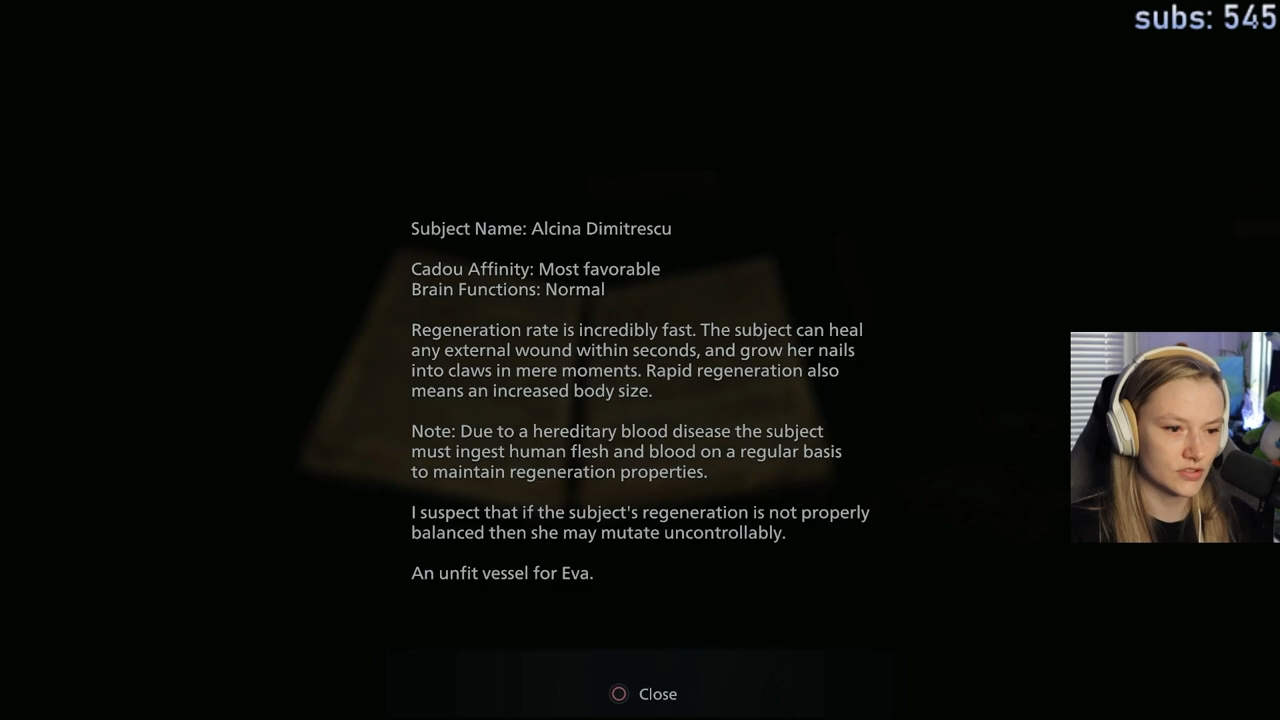 subs: 545
Subject Name: Alcina Dimitrescu
Cadou Affinity: Most favorable
Brain Functions: Normal
Regeneration rate is incredibly fast. The subject can heal
any external wound within seconds, and grow her nails
into claws in mere moments. Rapid regeneration also
means an increased body size.
Note: Due to a hereditary blood disease the subject
must ingest human flesh and blood on a regular basis
to maintain regeneration properties.
I suspect that if the subject's regeneration is not properly
balanced then she may mutate uncontrollably.
An unfit vessel for Eva.
Close